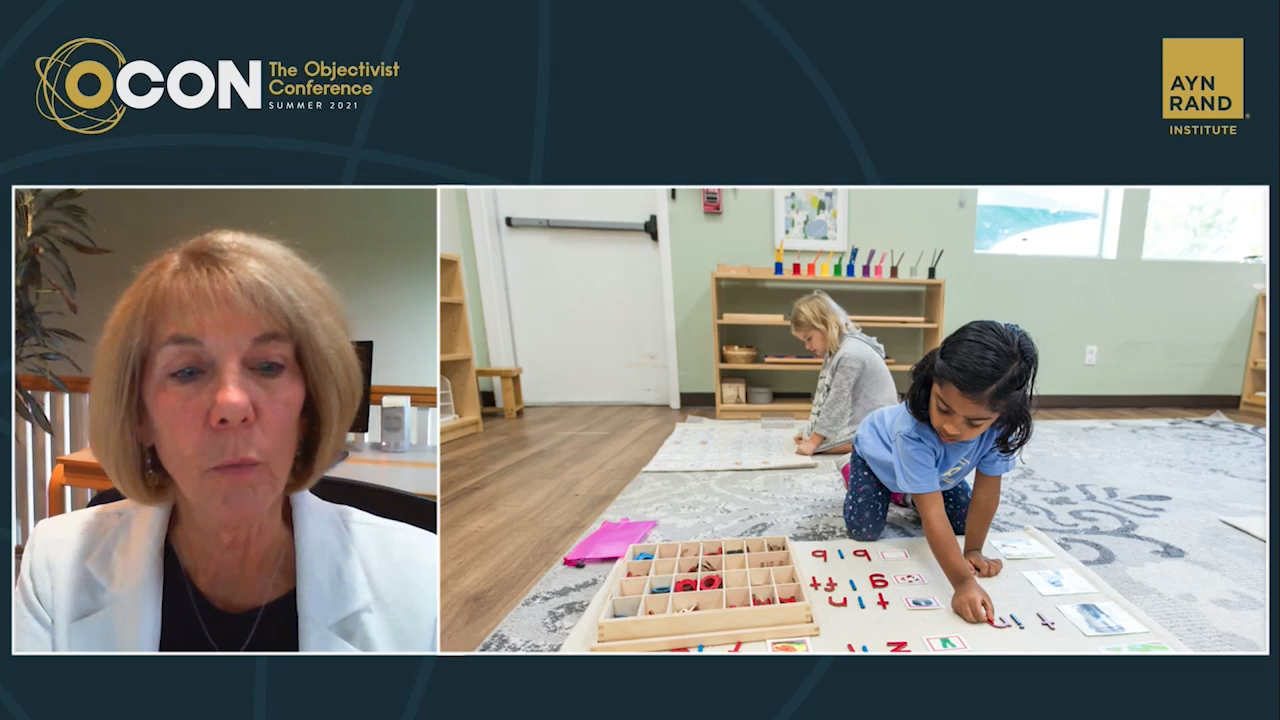 OCON
The Objectivist
Conference
SUMMER 2021
AYN
RAND
INSTITUTE